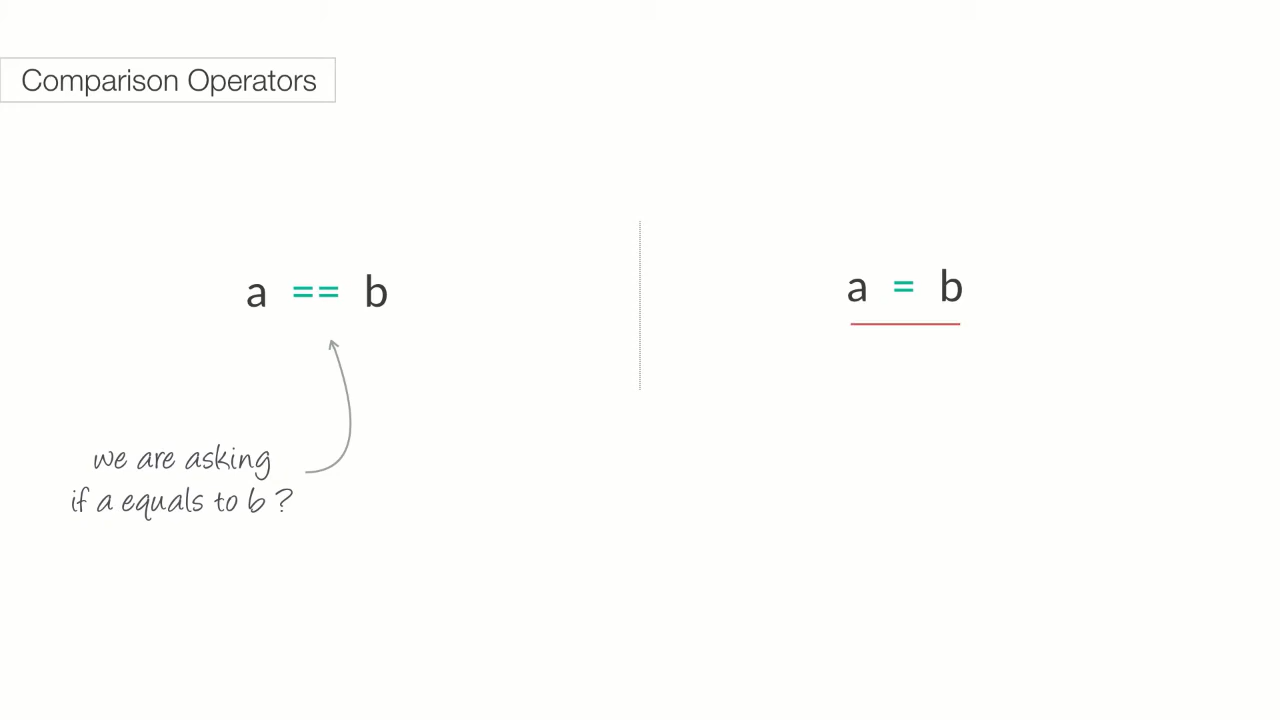 Comparison Operators
a == b
a = b
we are asking
if a equals to b ?